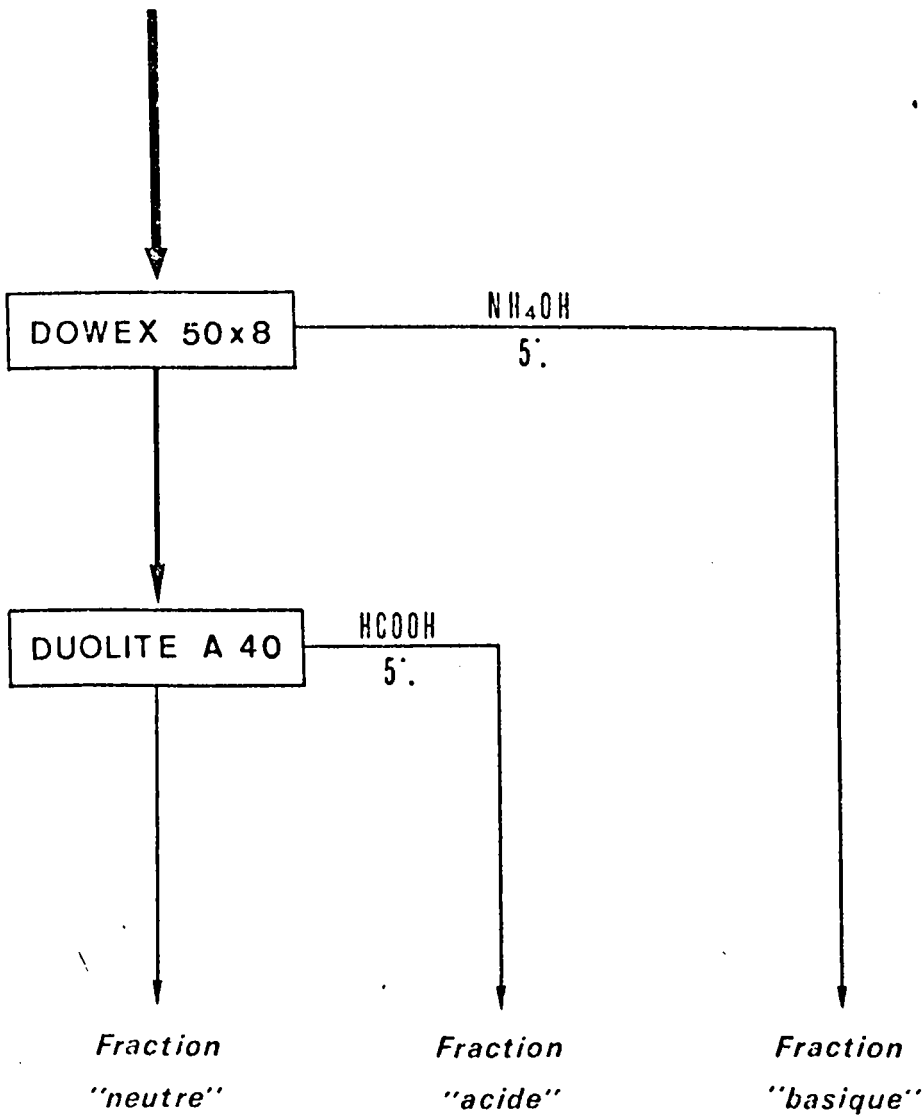 NH₄OH
DOWEX 50x8
5%
HCOOH
DUOLITE A 40
5%
Fraction Fraction Fraction
"neutre" "acide" "basique"